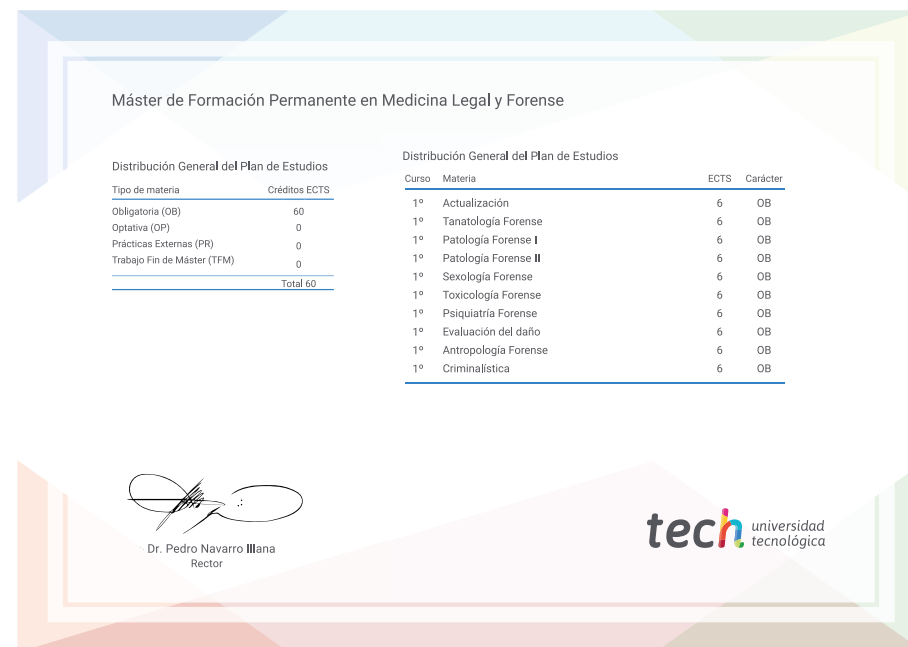 Máster de Formación Permanente en Medicina Legal y Forense
Distribución General del Plan de Estudios
Tipo de materia Créditos ECTS
Obligatoria (OB) 60
Optativa (OP) 0
Prácticas Externas (PR) 0
Trabajo Fin de Máster (TFM) 0
Total 60
Distribución General del Plan de Estudios
Curso Materia ECTS Carácter
1º Actualización 6 OB
1º Tanatología Forense 6 OB
1º Patología Forense I 6 OB
1º Patología Forense II 6 OB
1º Sexología Forense 6 OB
1º Toxicología Forense 6 OB
1º Psiquiatría Forense 6 OB
1º Evaluación del daño 6 OB
1º Antropología Forense 6 OB
1º Criminalística 6 OB
Dr. Pedro Navarro Illana
Rector
tech universidad
tecnológica